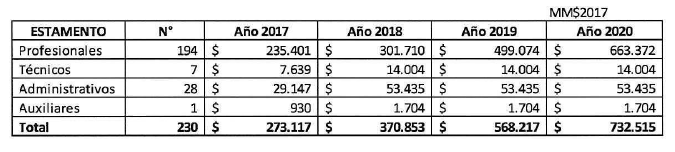 MM$2017
ESTAMENTO N° Año 2017 Año 2018 Año 2019 Año 2020
Profesionales 194 $ 235.401 $ 301.710 $ 499.074 $ 663.372
Técnicos 7 $ 7.639 $ 14.004 $ 14.004 $ 14.004
Administrativos 28 $ 29.147 $ 53.435 $ 53.435 $ 53.435
Auxiliares 1 $ 930 $ 1.704 $ 1.704 $ 1.704
Total 230 $ 273.117 $ 370.853 $ 568.217 $ 732.515